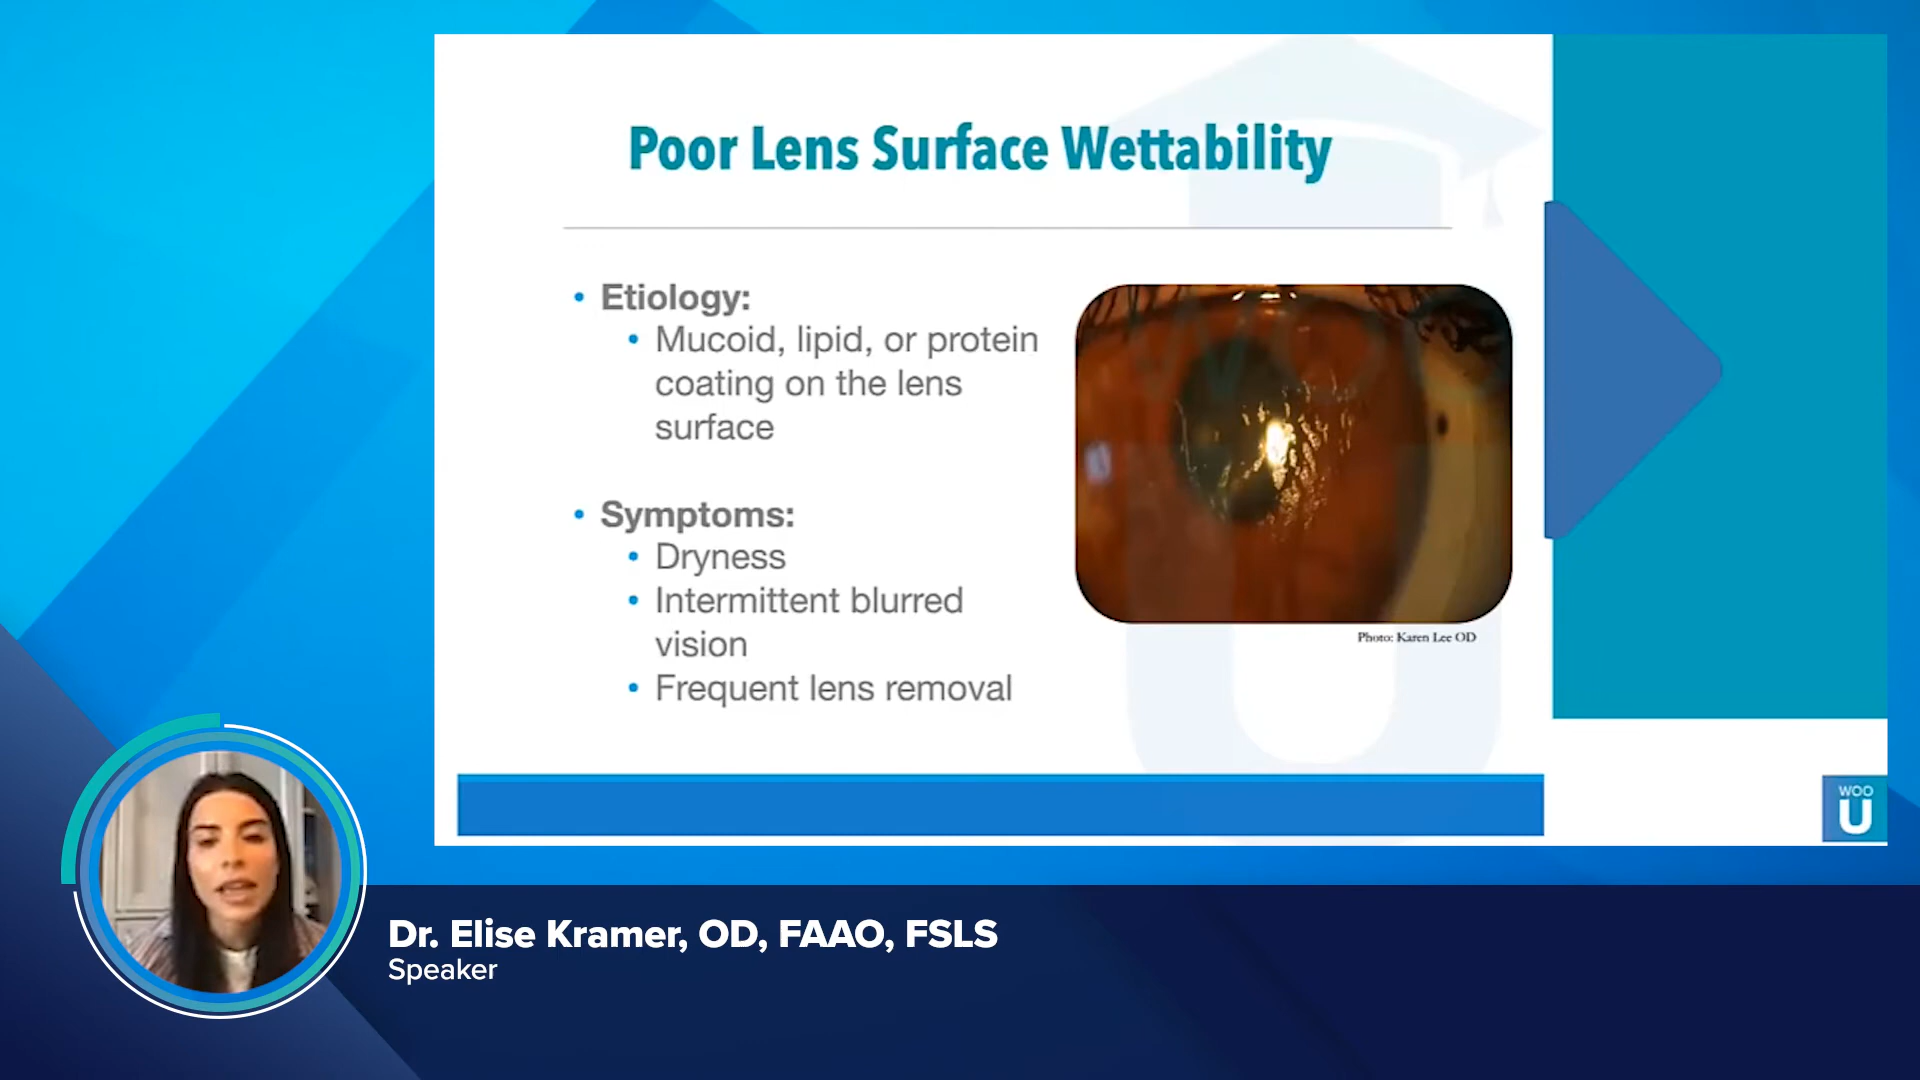 Poor Lens Surface Wettability
• Etiology:
• Mucoid, lipid, or protein
coating on the lens
surface
• Symptoms:
• Dryness
• Intermittent blurred
vision
• Frequent lens removal
Photo: Karen Lee OD
WOO
U
Dr. Elise Kramer, OD, FAAO, FSLS
Speaker